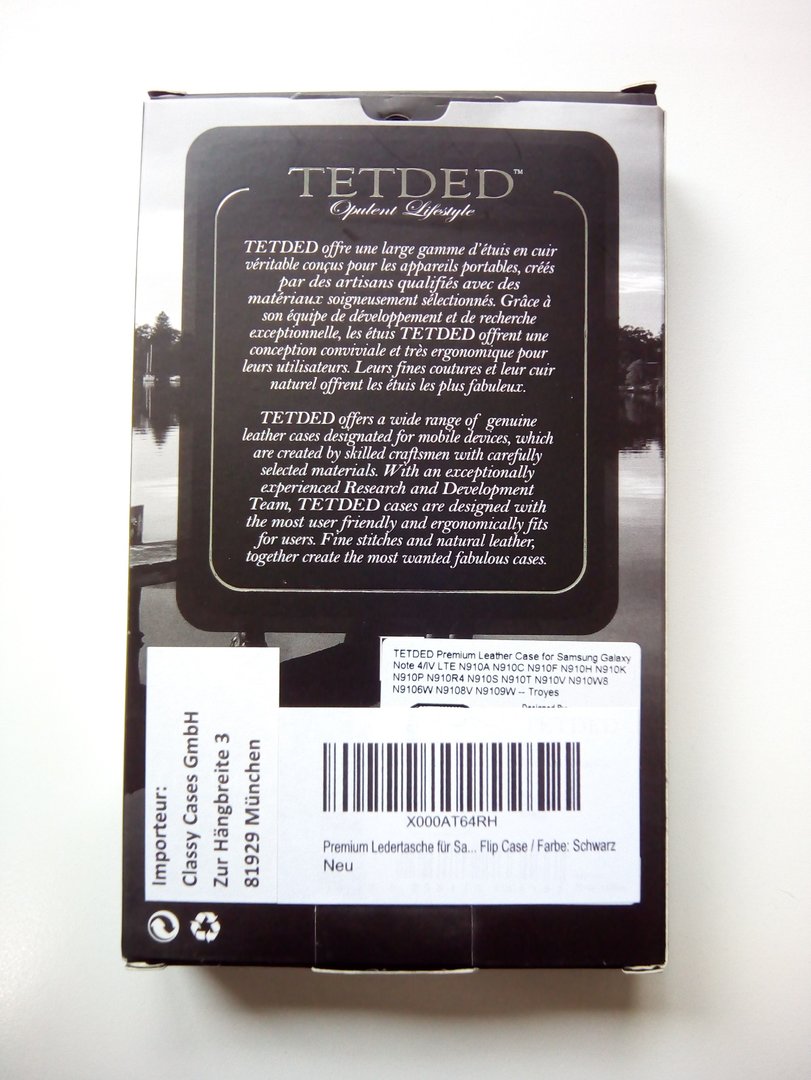 TETDED™
Opulent Lifestyle
TETDED offre une large gamme d'étuis en cuir
véritable conçus pour les appareils portables, créés
par des artisans qualifiés avec des
matériaux soigneusement sélectionnés. Grâce à
son équipe de développement et de recherche
exceptionnelle, les étuis TETDED offrent une
conception conviviale et très ergonomique pour
leurs utilisateurs. Leurs fines coutures et leur cuir
naturel offrent les étuis les plus fabuleux.
TETDED offers a wide range of genuine
leather cases designated for mobile devices, which
are created by skilled craftsmen with carefully
selected materials. With an exceptionally
experienced Research and Development
Team, TETDED cases are designed with
the most user friendly and ergonomically fits
for users. Fine stitches and natural leather,
together create the most wanted fabulous cases.
TETDED Premium Leather Case for Samsung Galaxy
Note 4/IV LTE N910A N910C N910F N910H N910K
N910P N910R4 N910S N910T N910V N910W8
N9106W N9108V N9109W -- Troyes
Designed By
Importeur:
Classy Cases GmbH
Zur Hängbreite 3
81929 München
X000AT64RH
Premium Ledertasche für Sa... Flip Case / Farbe: Schwarz
Neu